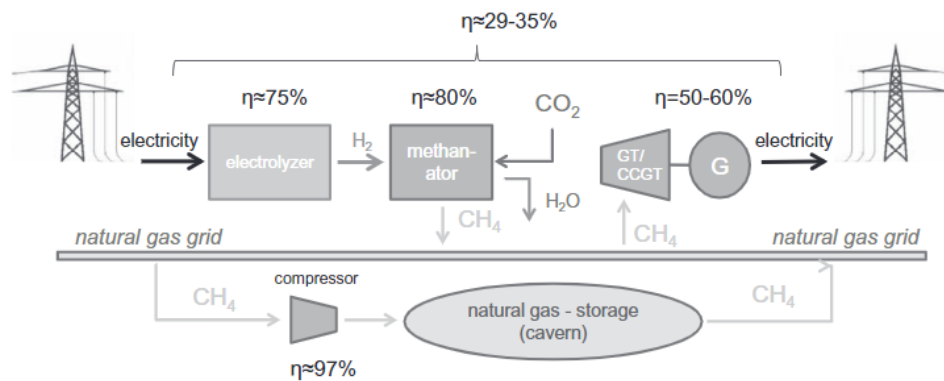 η≈29-35%
η≈75%
η≈80%
CO₂
η=50-60%
electricity
electrolyzer
H₂
methan-
ator
H₂O
GT/
CCGT
G
electricity
CH₄
CH₄
natural gas grid
natural gas grid
CH₄
compressor
η≈97%
natural gas - storage
(cavern)
CH₄